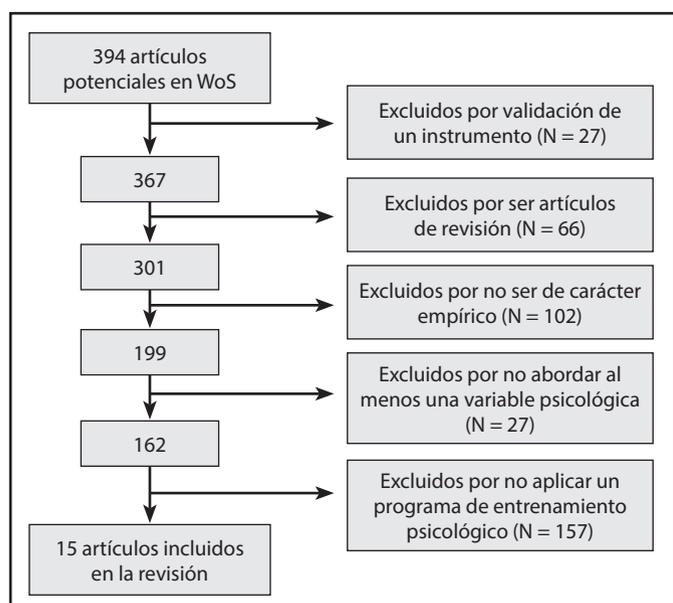 394 artículos
potenciales en WoS
Excluidos por validación de
un instrumento (N = 27)
367
Excluidos por ser artículos
de revisión (N = 66)
301
Excluidos por no ser de carácter
empírico (N = 102)
199
Excluidos por no abordar al
menos una variable psicológica
(N = 27)
162
Excluidos por no aplicar un
programa de entrenamiento
psicológico (N = 157)
15 artículos incluidos
en la revisión